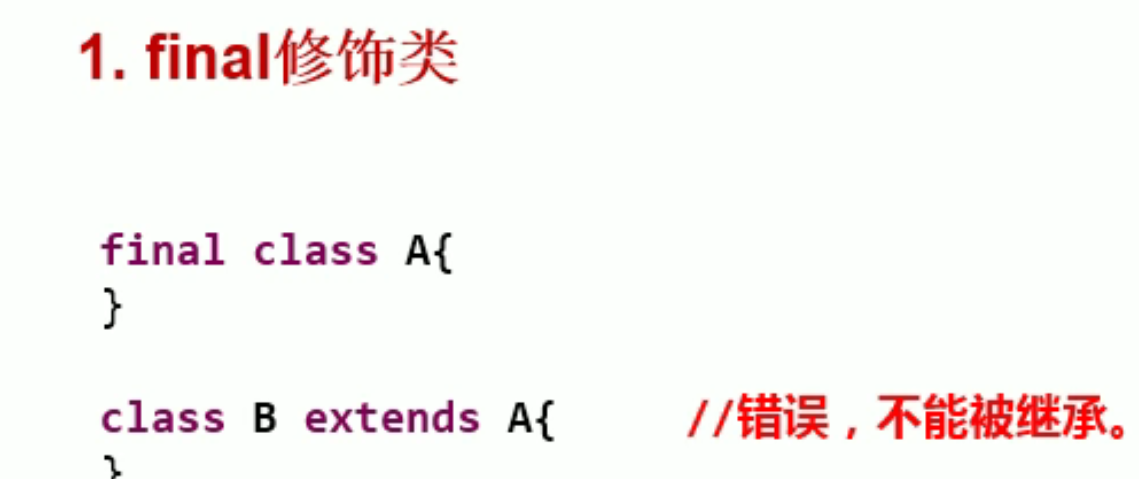 1. final修饰类
final class A{
}
class B extends A{ //错误，不能被继承。
}